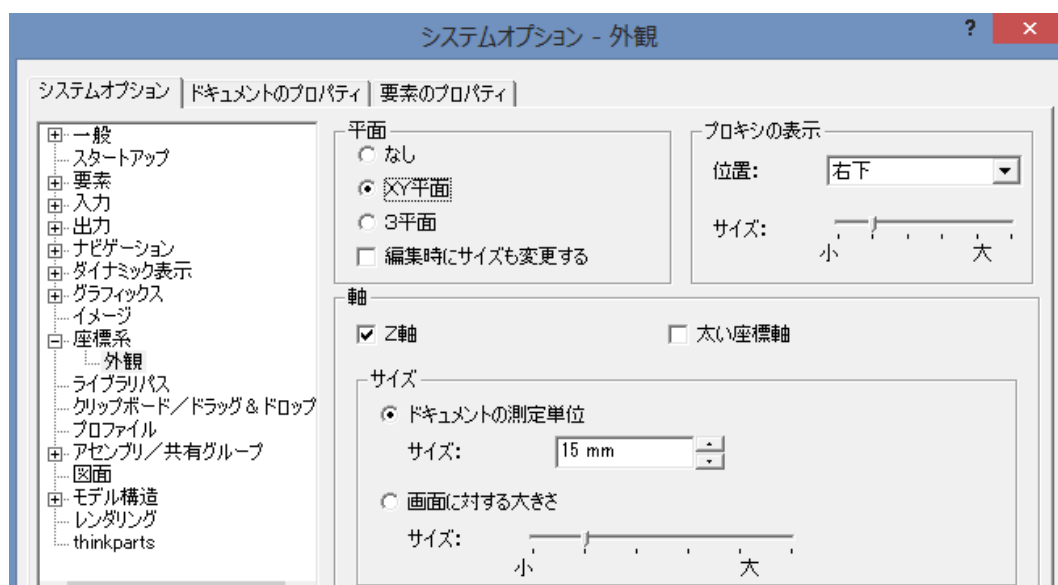 システムオプション - 外観
? ×
システムオプション ドキュメントのプロパティ 要素のプロパティ
一般
スタートアップ
要素
入力
出力
ナビゲーション
ダイナミック表示
グラフィックス
イメージ
座標系
外観
ライブラリパス
クリップボード／ドラッグ＆ドロップ
プロファイル
アセンブリ／共有グループ
図面
モデル構造
レンダリング
thinkparts
平面
なし
XY平面
3平面
編集時にサイズも変更する
プロキシの表示
位置: 右下
サイズ:
小 大
軸
Z軸 太い座標軸
サイズ
ドキュメントの測定単位
サイズ: 15 mm
画面に対する大きさ
サイズ:
小 大